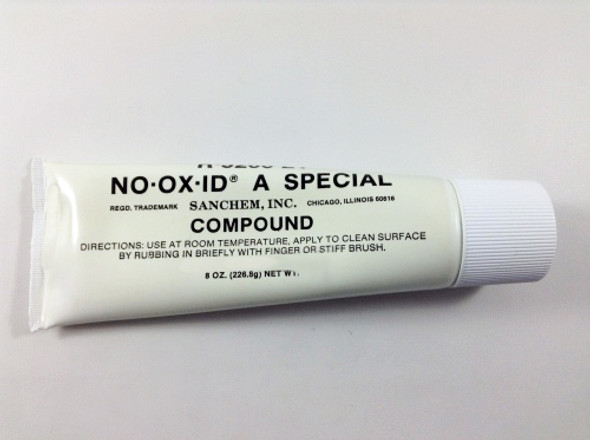 NO·OX·ID® A SPECIAL
REGD. TRADEMARK SANCHEM, INC. CHICAGO, ILLINOIS 60616
COMPOUND
DIRECTIONS: USE AT ROOM TEMPERATURE, APPLY TO CLEAN SURFACE
BY RUBBING IN BRIEFLY WITH FINGER OR STIFF BRUSH.
8 OZ. (226.8g) NET WT.